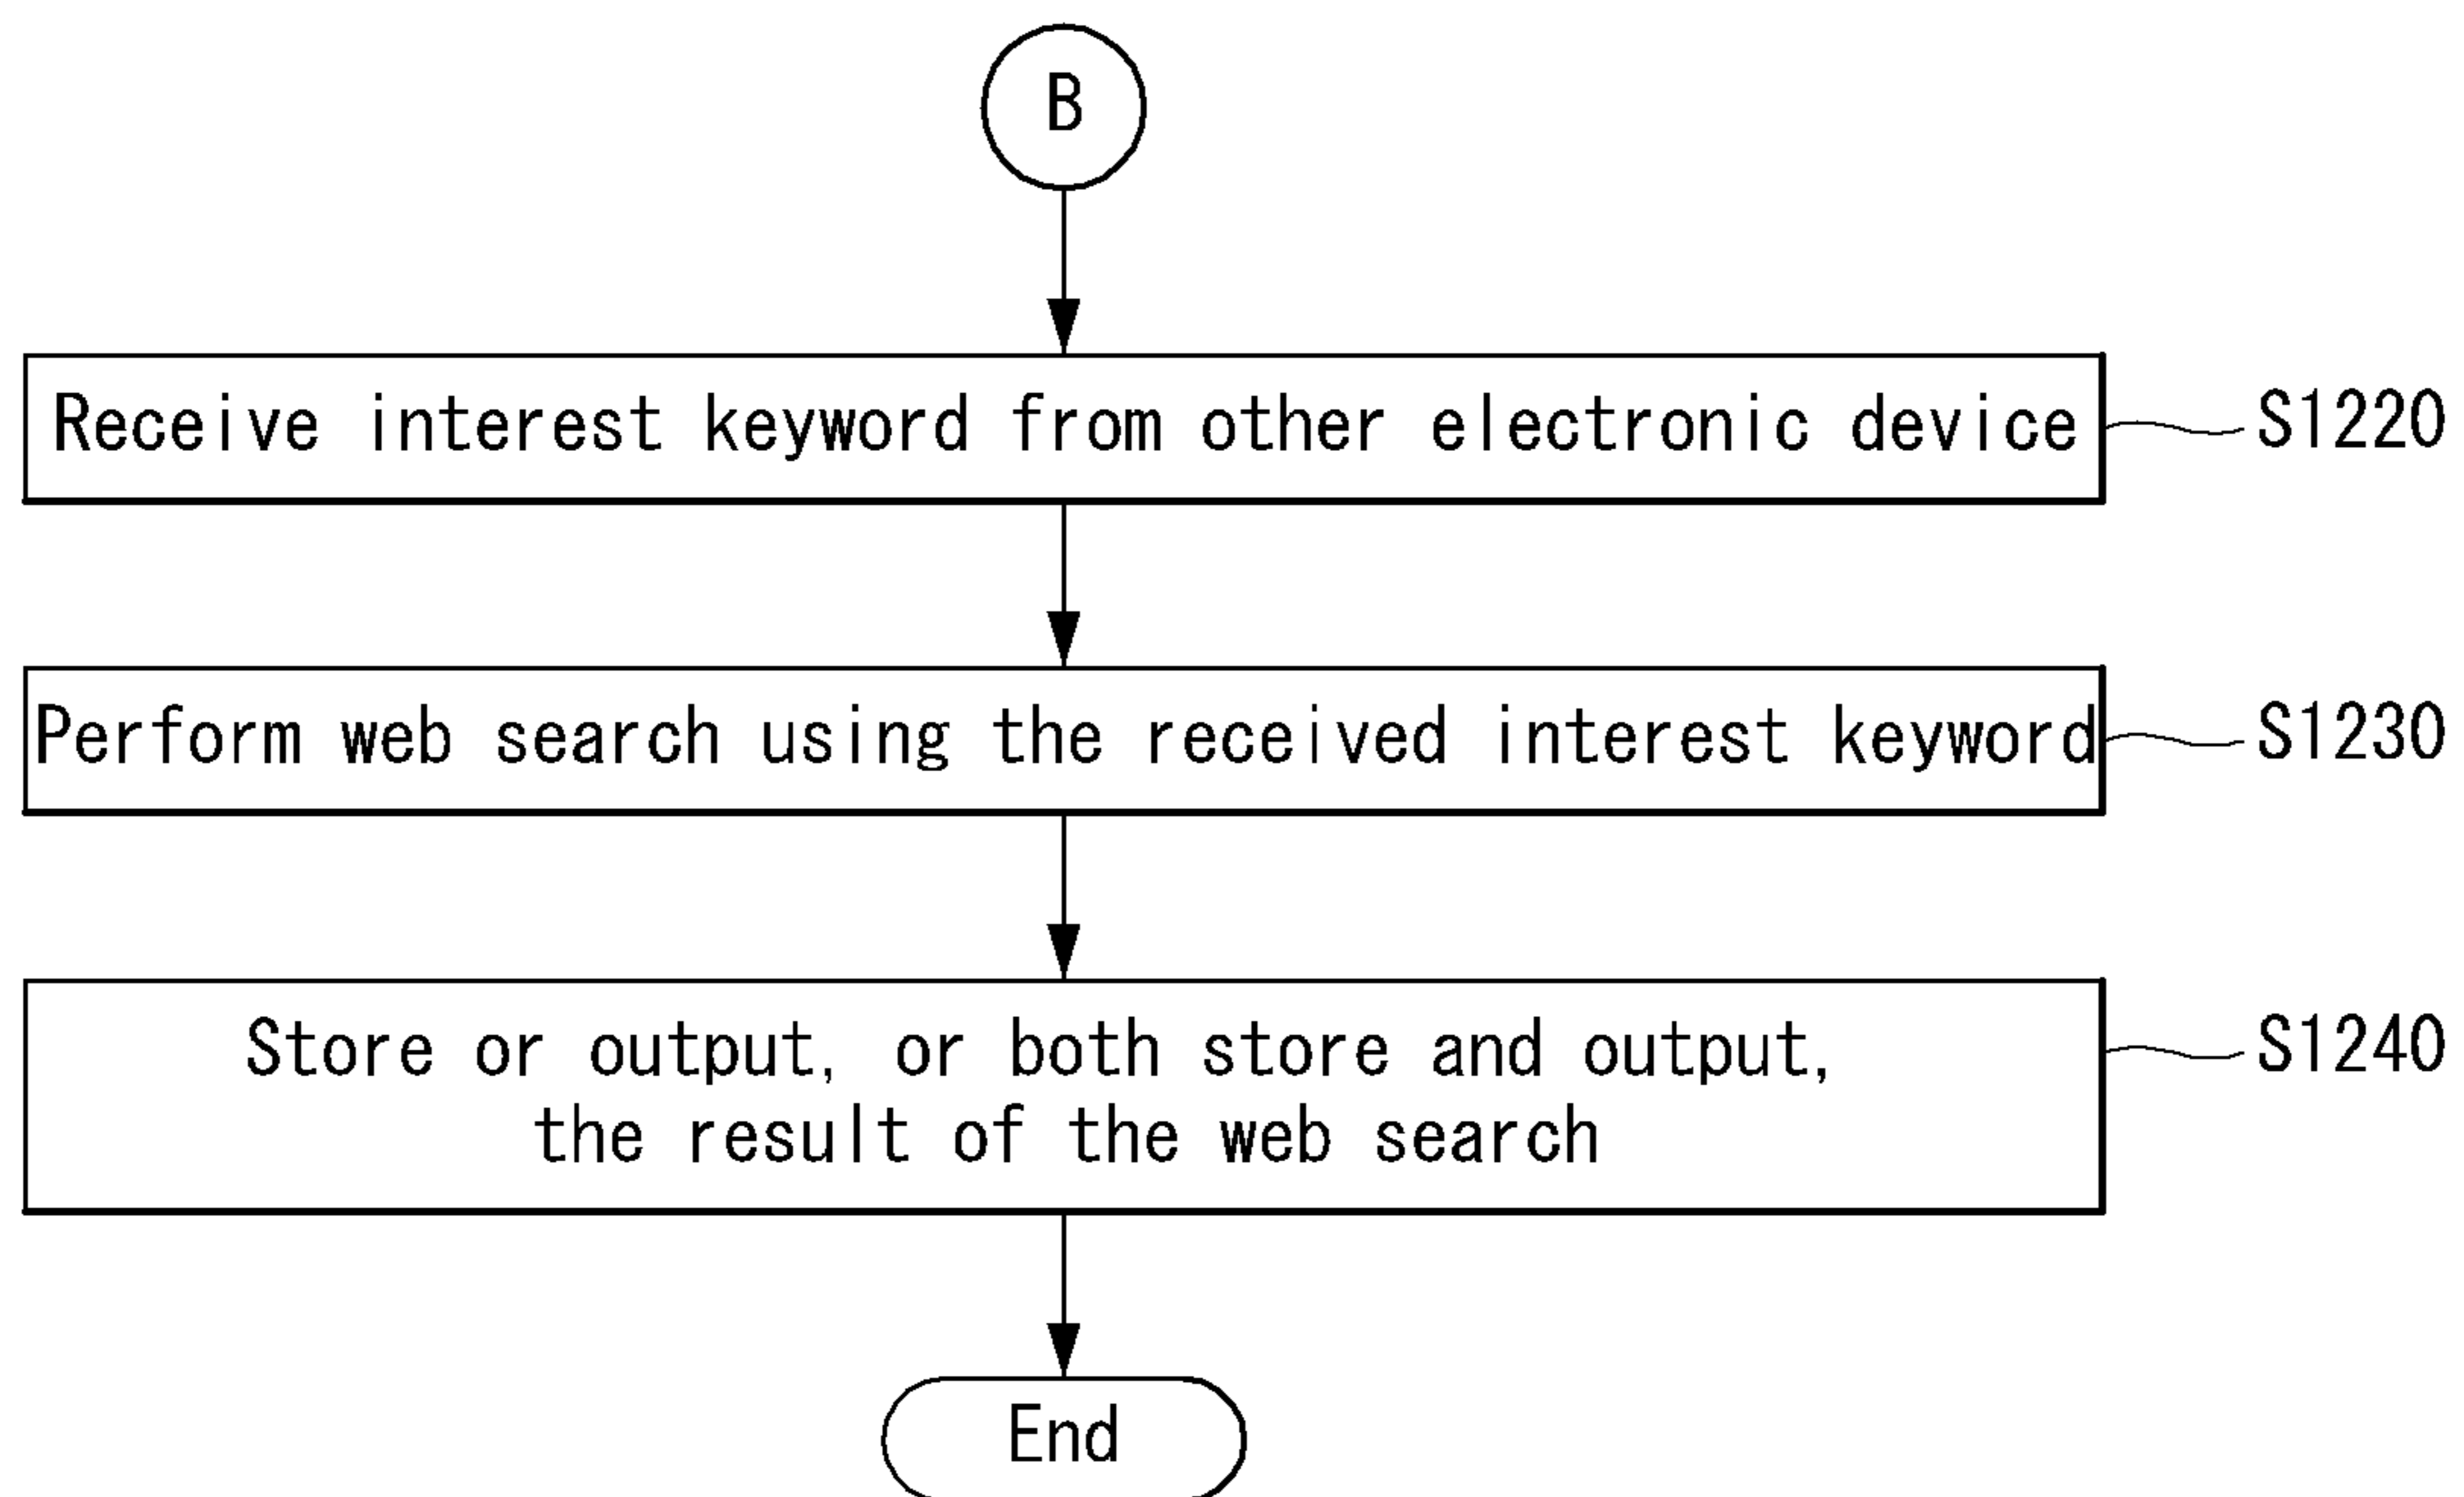 B
Receive interest keyword from other electronic device
S1220
Perform web search using the received interest keyword
S1230
Store or output, or both store and output,
the result of the web search
S1240
End